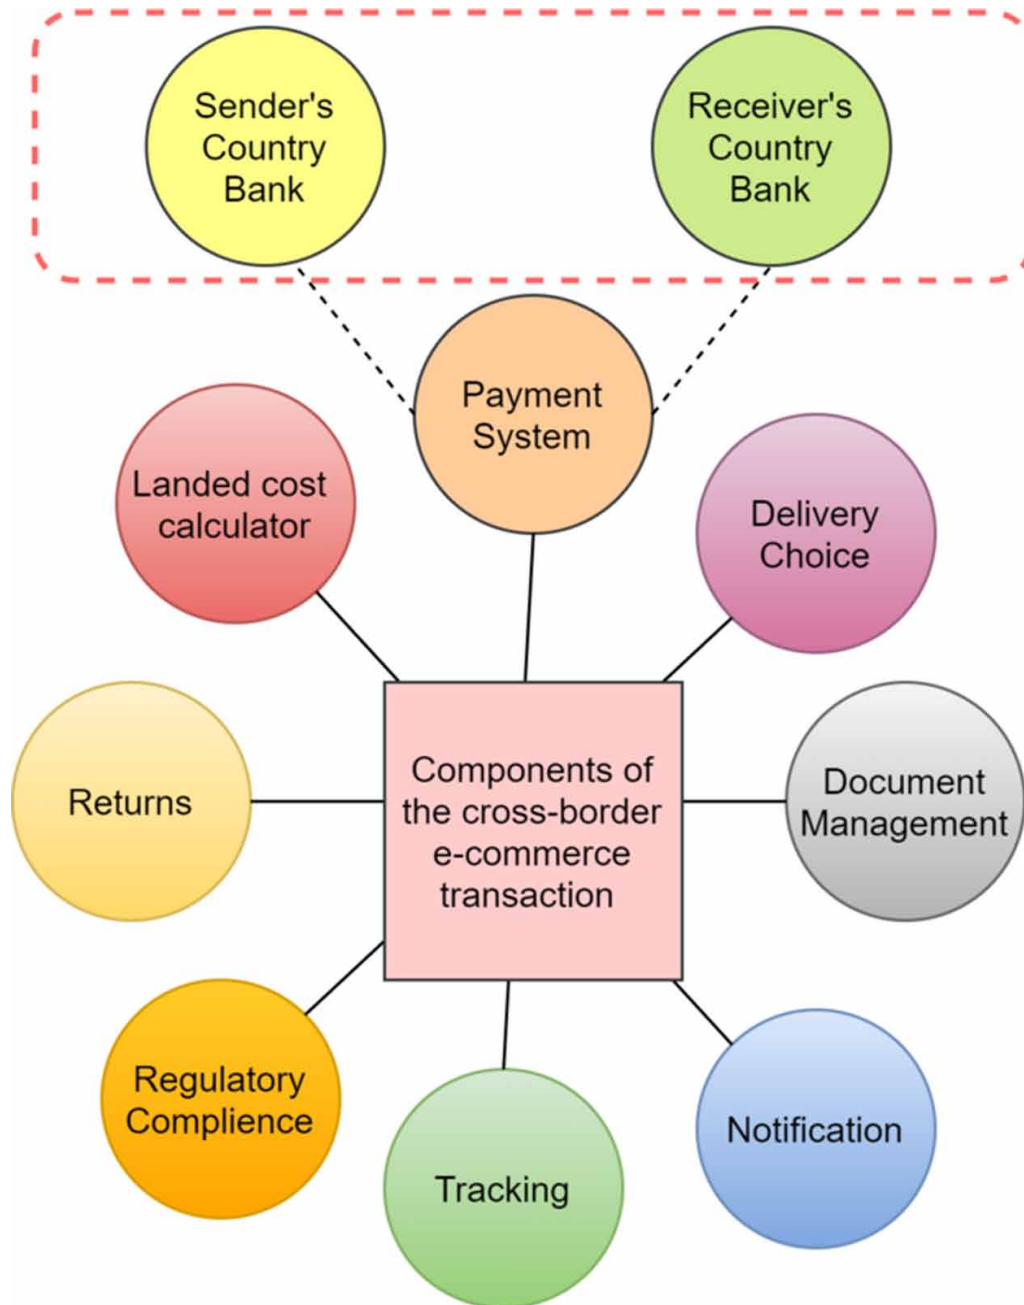 Sender's
Country
Bank
Receiver's
Country
Bank
Payment
System
Landed cost
calculator
Delivery
Choice
Components of
the cross-border
e-commerce
transaction
Returns
Document
Management
Regulatory
Complience
Tracking
Notification